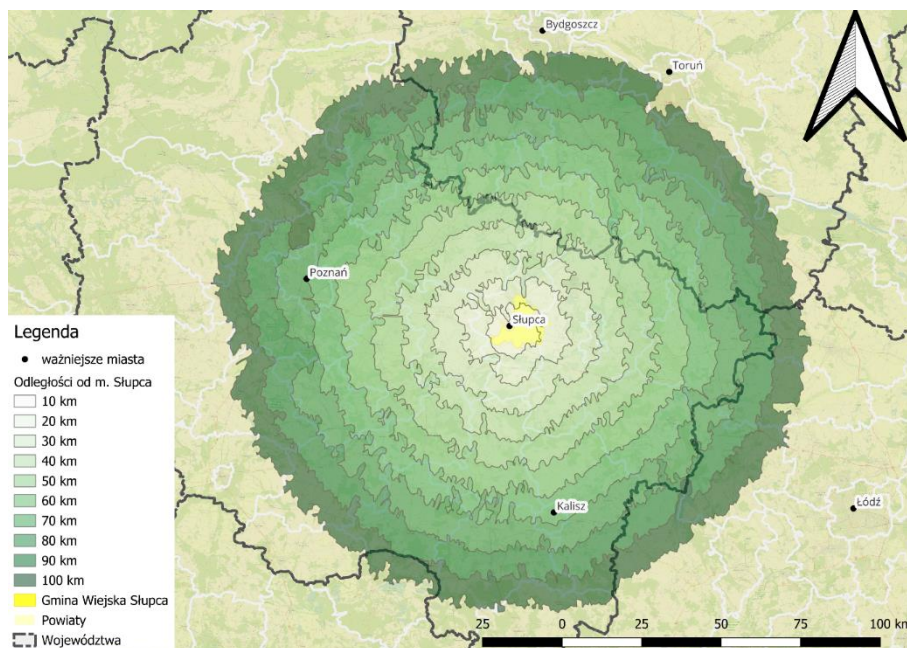 Bydgoszcz
Toruń
Poznań
Słupca
Kalisz
Łódź
Legenda
ważniejsze miasta
Odległości od m. Słupca
10 km
20 km
30 km
40 km
50 km
60 km
70 km
80 km
90 km
100 km
Gmina Wiejska Słupca
Powiaty
Województwa
25 0 25 50 75 100 km